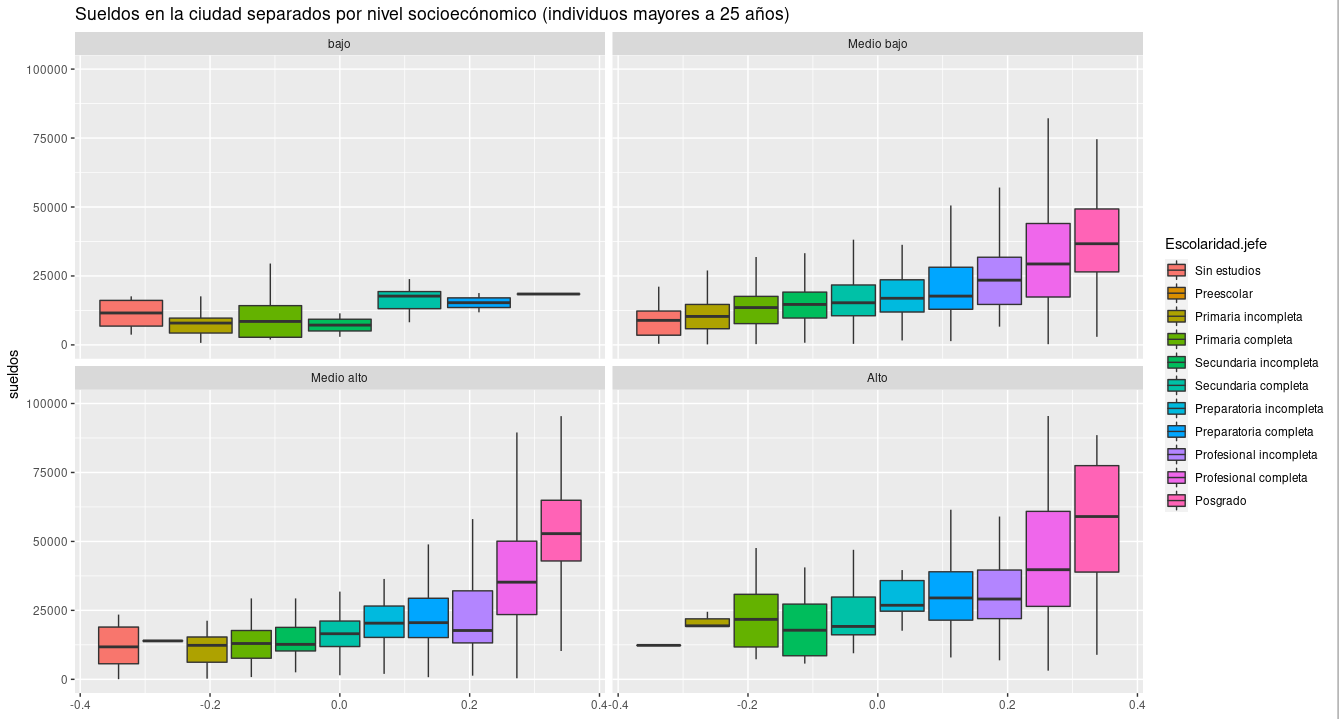 Sueldos en la ciudad separados por nivel socioecónomico (individuos mayores a 25 años)
bajo
Medio bajo
100000
75000
50000
25000
0
sueldos
Medio alto
Alto
100000
75000
50000
25000
0
-0.4 -0.2 0.0 0.2 0.4 -0.4 -0.2 0.0 0.2 0.4
Escolaridad.jefe
Sin estudios
Preescolar
Primaria incompleta
Primaria completa
Secundaria incompleta
Secundaria completa
Preparatoria incompleta
Preparatoria completa
Profesional incompleta
Profesional completa
Posgrado